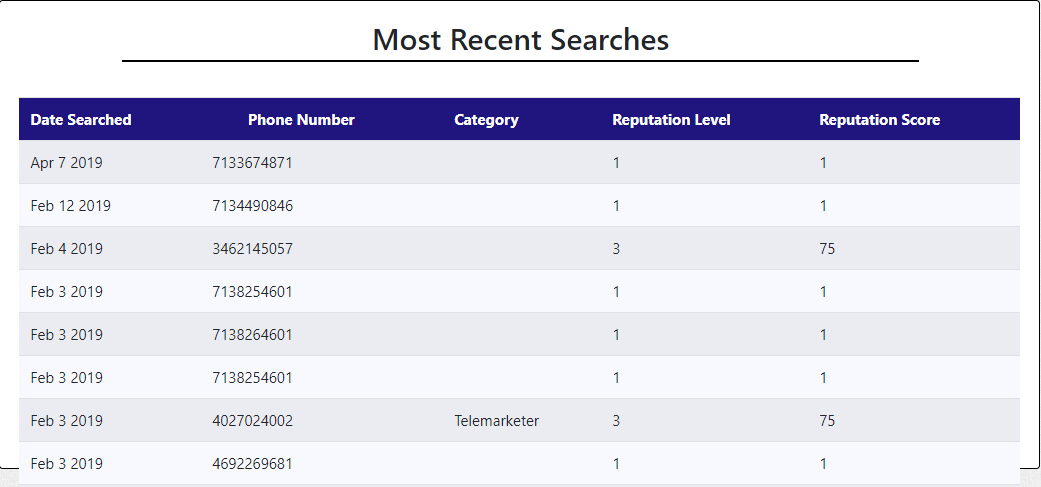 Most Recent Searches
Date Searched Phone Number Category Reputation Level Reputation Score
Apr 7 2019 7133674871 1 1
Feb 12 2019 7134490846 1 1
Feb 4 2019 3462145057 3 75
Feb 3 2019 7138254601 1 1
Feb 3 2019 7138264601 1 1
Feb 3 2019 7138254601 1 1
Feb 3 2019 4027024002 Telemarketer 3 75
Feb 3 2019 4692269681 1 1